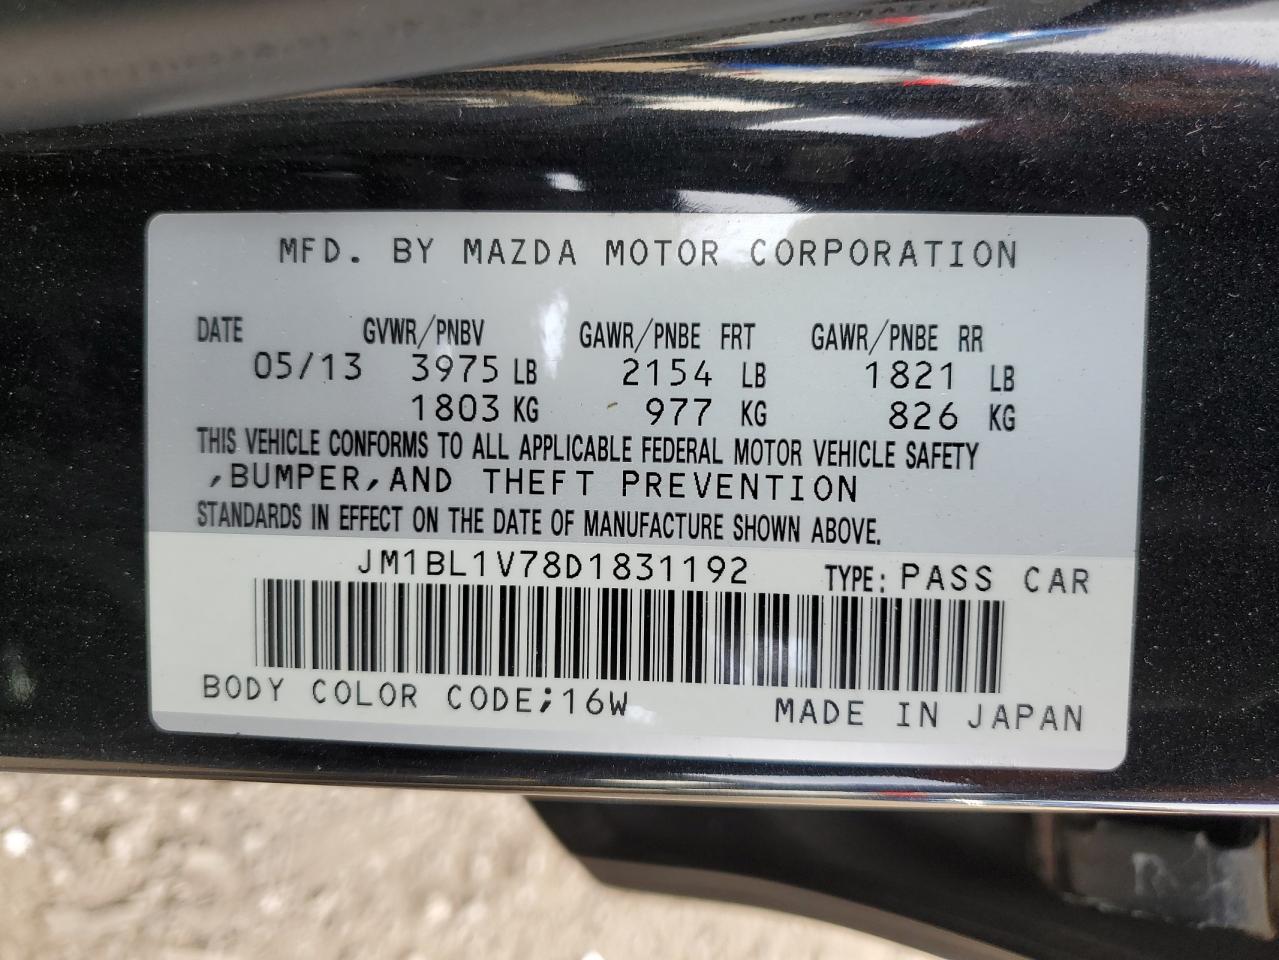 MFD. BY MAZDA MOTOR CORPORATION
DATE GVWR/PNBV GAWR/PNBE FRT GAWR/PNBE RR
05/13 3975 LB 2154 LB 1821 LB
1803 KG 977 KG 826 KG
THIS VEHICLE CONFORMS TO ALL APPLICABLE FEDERAL MOTOR VEHICLE SAFETY
,BUMPER,AND THEFT PREVENTION
STANDARDS IN EFFECT ON THE DATE OF MANUFACTURE SHOWN ABOVE.
JM1BL1V78D1831192 TYPE: PASS CAR
BODY COLOR CODE;16W MADE IN JAPAN